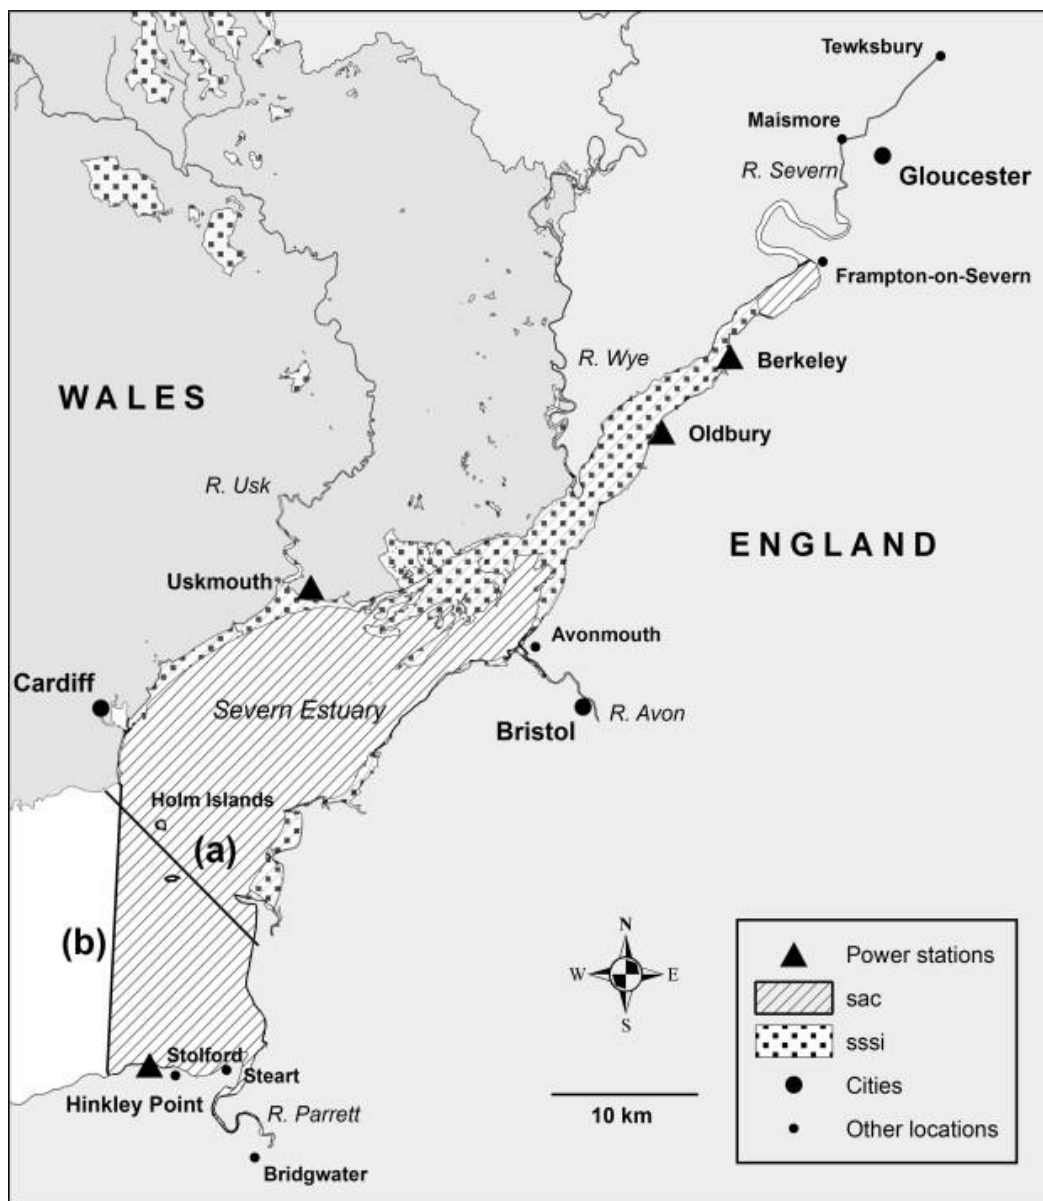 Tewksbury
Maismore
R. Severn
Gloucester
Frampton-on-Severn
R. Wye
Berkeley
WALES
Oldbury
R. Usk
ENGLAND
Uskmouth
Avonmouth
Cardiff
Severn Estuary
R. Avon
Bristol
Holm Islands
(a)
(b)
N
W E
S
Power stations
sac
sssi
Cities
Other locations
10 km
Stolford
Steart
Hinkley Point
R. Parrett
Bridgwater